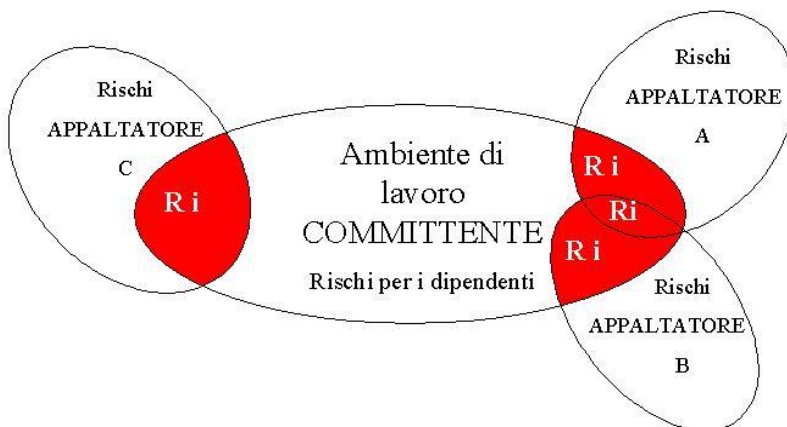 Rischi
APPALTATORE
C
R i
Ambiente di
lavoro
COMMITTENTE
Rischi per i dipendenti
Rischi
APPALTATORE
A
R i
Ri
R i
Rischi
APPALTATORE
B